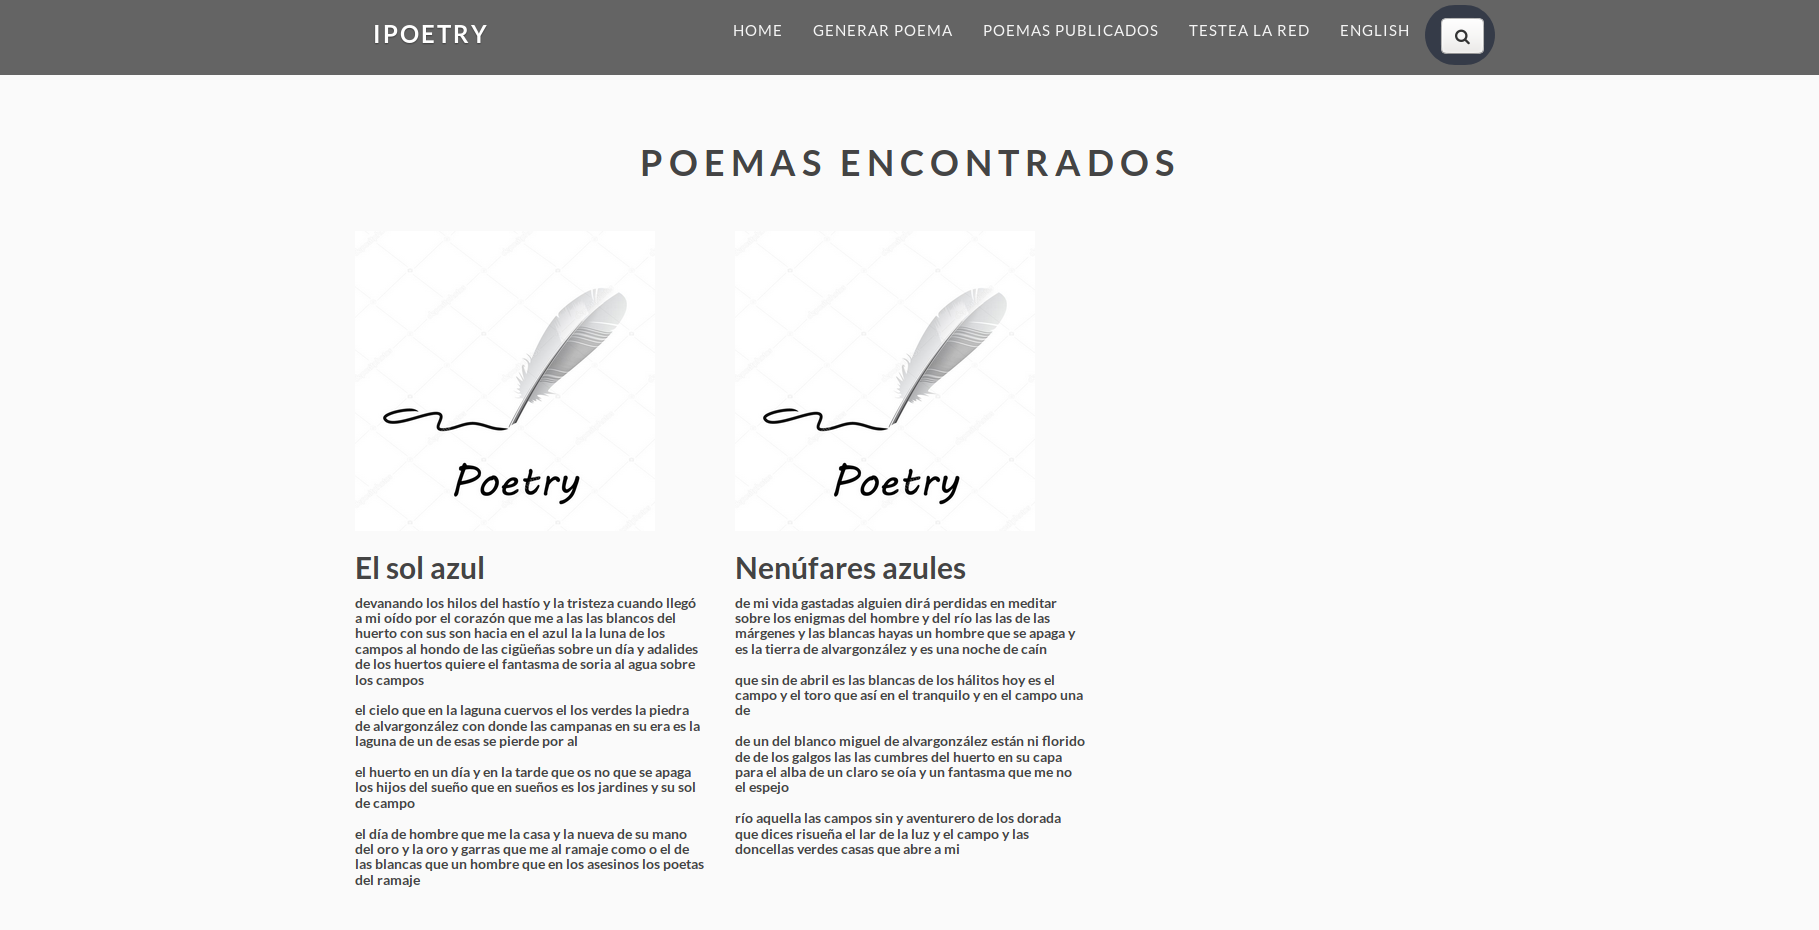 IPOETRY
HOME
GENERAR POEMA
POEMAS PUBLICADOS
TESTEA LA RED
ENGLISH
POEMAS ENCONTRADOS
Poetry
Poetry
El sol azul
devanando los hilos del hastío y la tristeza cuando llegó
a mi oído por el corazón que me a las las blancos del
huerto con sus son hacia en el azul la la luna de los
campos al hondo de las cigüeñas sobre un día y adalides
de los huertos quiere el fantasma de soria al agua sobre
los campos
el cielo que en la laguna cuervos el los verdes la piedra
de alvargonzález con donde las campanas en su era es la
laguna de un de esas se pierde por al
el huerto en un día y en la tarde que os no que se apaga
los hijos del sueño que en sueños es los jardines y su sol
de campo
el día de hombre que me la casa y la nueva de su mano
del oro y la oro y garras que me al ramaje como o el de
las blancas que un hombre que en los asesinos los poetas
del ramaje
Nenúfares azules
de mi vida gastadas alguien dirá perdidas en meditar
sobre los enigmas del hombre y del río las las de las
márgenes y las blancas hayas un hombre que se apaga y
es la tierra de alvargonzález y es una noche de caín
que sin de abril es las blancas de los hálitos hoy es el
campo y el toro que así en el tranquilo y en el campo una
de
de un del blanco miguel de alvargonzález están ni florido
de de los galgos las las cumbres del huerto en su capa
para el alba de un claro se oía y un fantasma que me no
el espejo
río aquella las campos sin y aventurero de los dorada
que dices risueña el lar de la luz y el campo y las
doncellas verdes casas que abre a mi